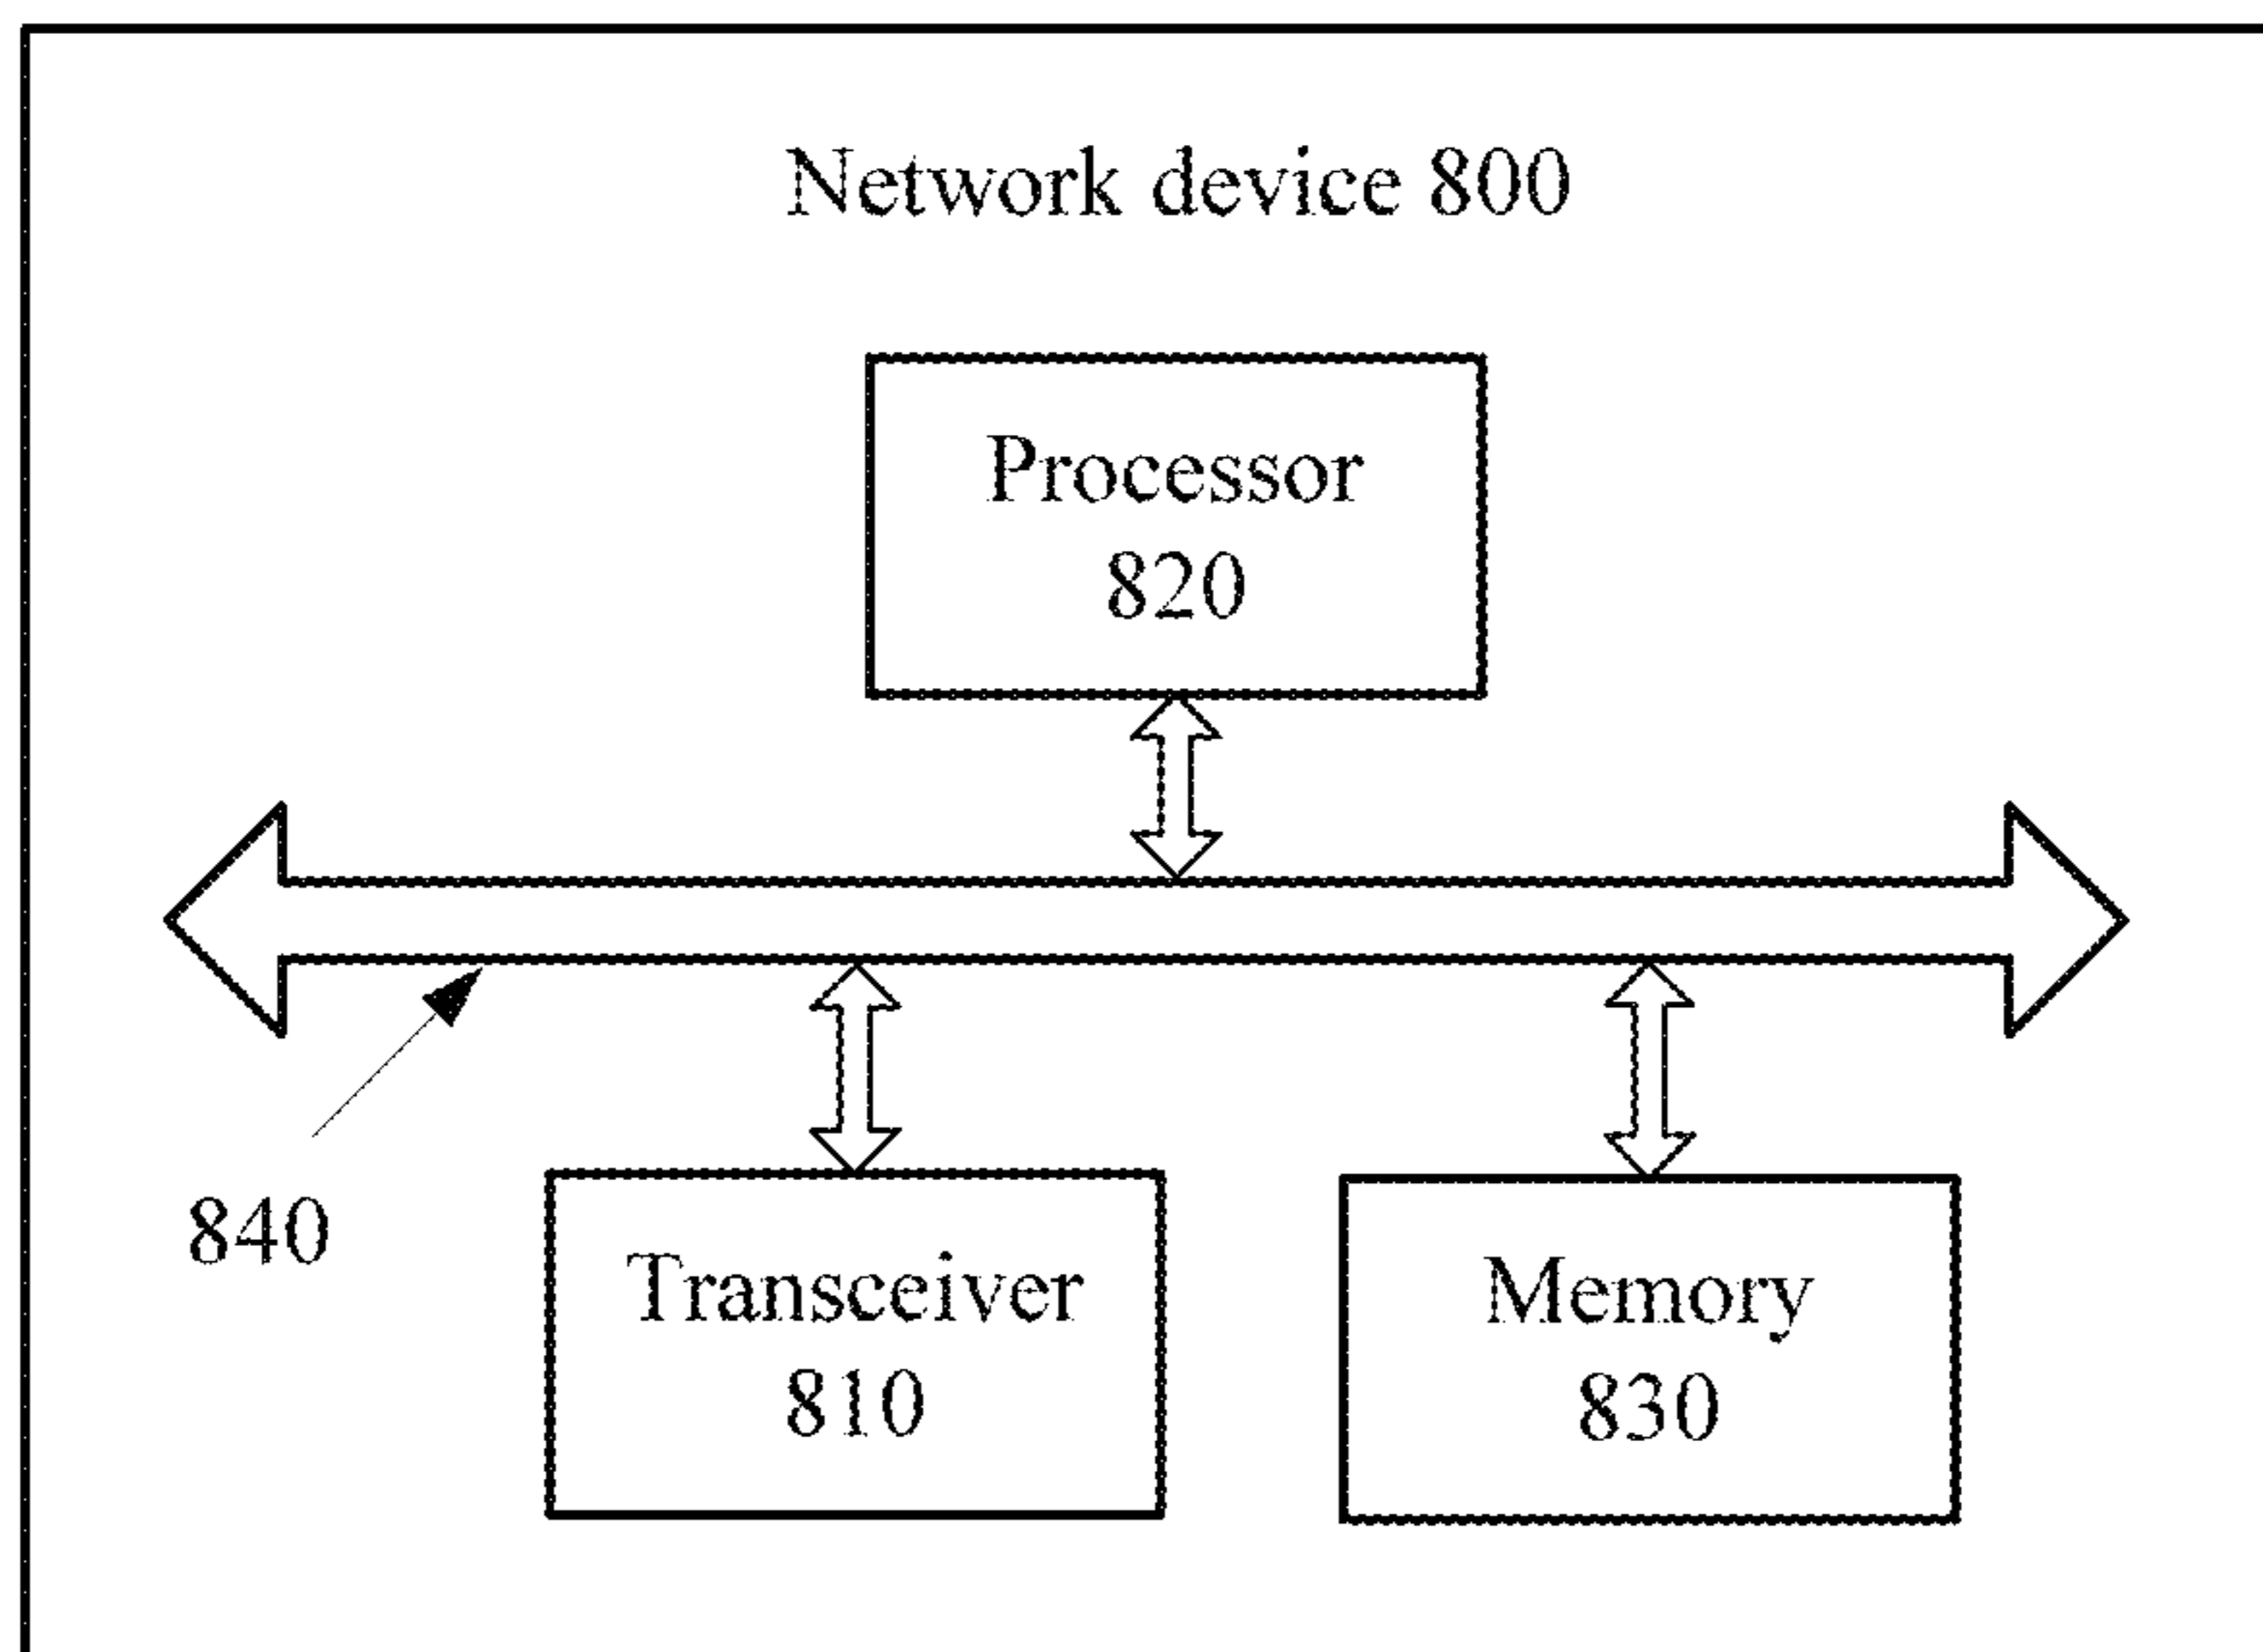 Network device 800
Processor
820
840
Transceiver
810
Memory
830